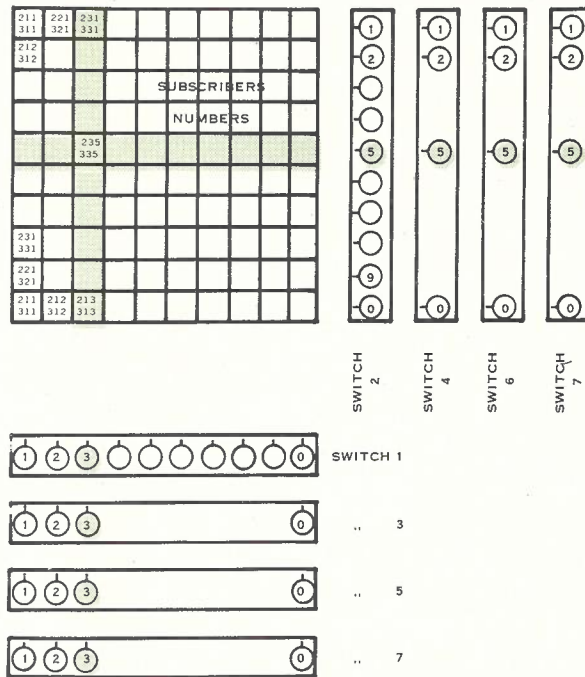 211 221 231
311 321 331
212
312
SUBSCRIBERS
NUMBERS
235
335
231
331
221
321
211 212 213
311 312 313
1 1 1 1
2 2 2 2
5 5 5 5
9
0 0 0 0
SWITCH 2
SWITCH 4
SWITCH 6
SWITCH 7
1 2 3 0 SWITCH 1
1 2 3 0 ,, 3
1 2 3 0 ,, 5
1 2 3 0 ,, 7